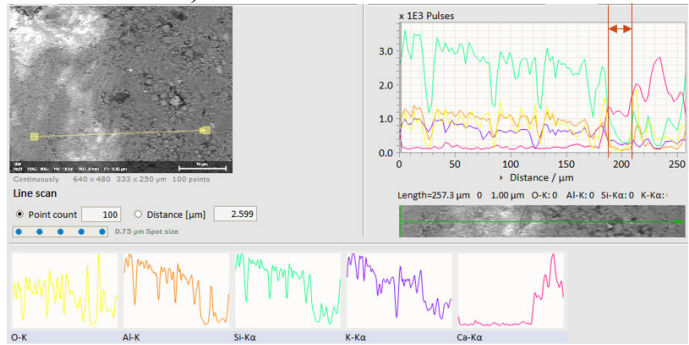 x 1E3 Pulses
3.0
2.0
1.0
0.0
0 50 100 150 200 250
Distance / µm
Continuously 640 x 480 333 x 250 µm 100 points
Line scan
Point count 100 Distance [µm] 2.599
0.75 µm Spot size
Length=257.3 µm 0 1.00 µm O-K: 0 Al-K: 0 Si-Kα: 0 K-Kα:
O-K Al-K Si-Kα K-Kα Ca-Kα